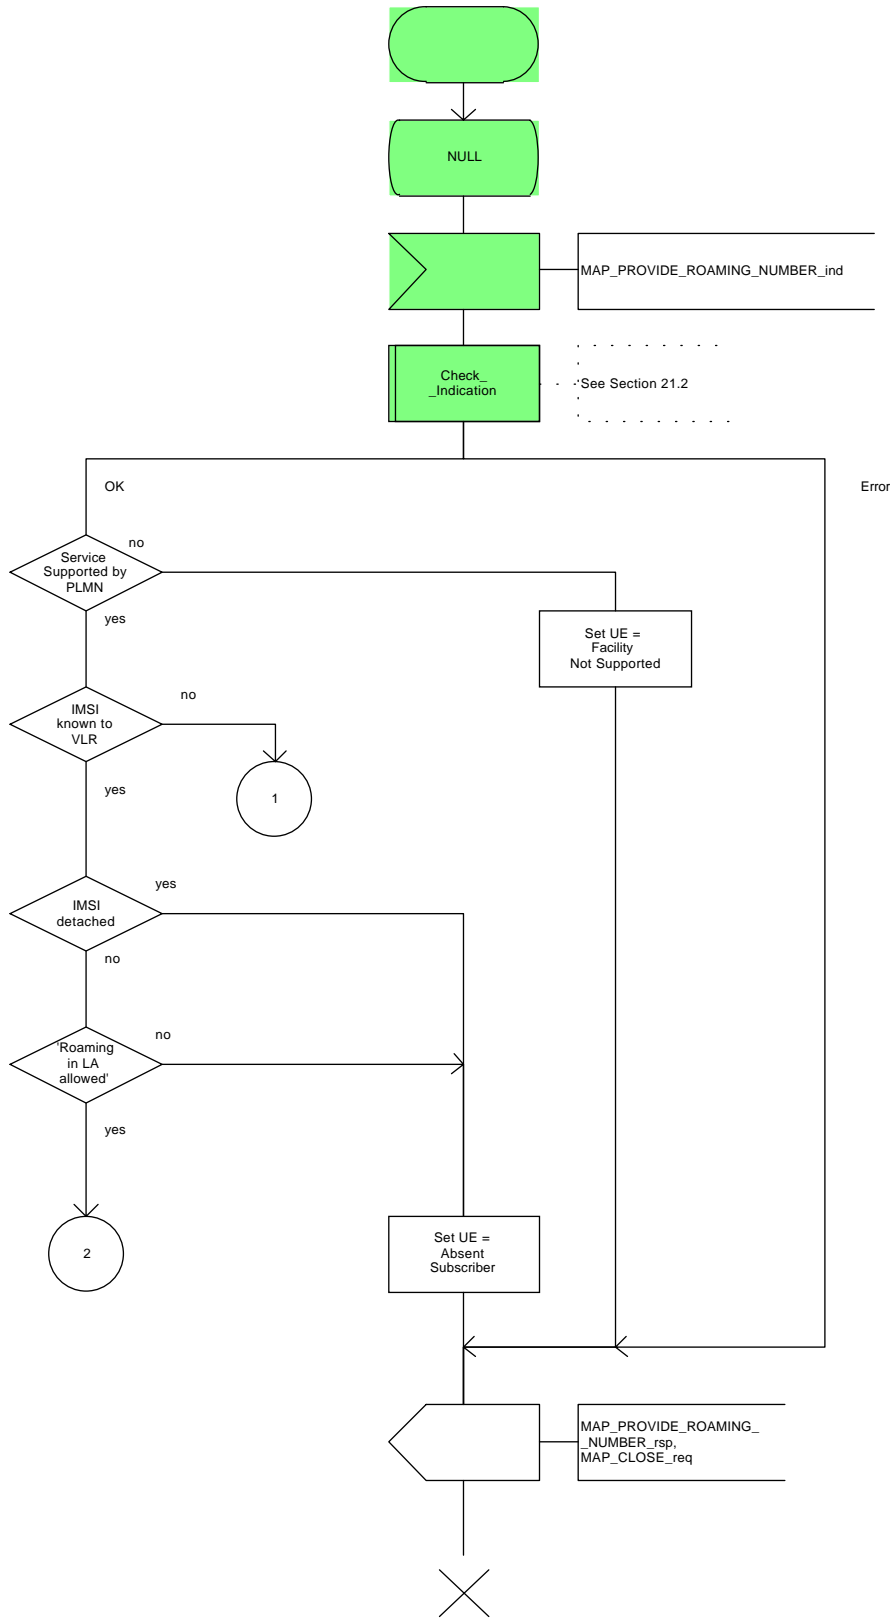 NULL
MAP_PROVIDE_ROAMING_NUMBER_ind
Check_
_Indication
See Section 21.2
OK
Error
no
Service
Supported by
PLMN
yes
Set UE =
Facility
Not Supported
no
IMSI
known to
VLR
yes
1
yes
IMSI
detached
no
no
'Roaming
in LA
allowed'
yes
2
Set UE =
Absent
Subscriber
MAP_PROVIDE_ROAMING_
_NUMBER_rsp,
MAP_CLOSE_req